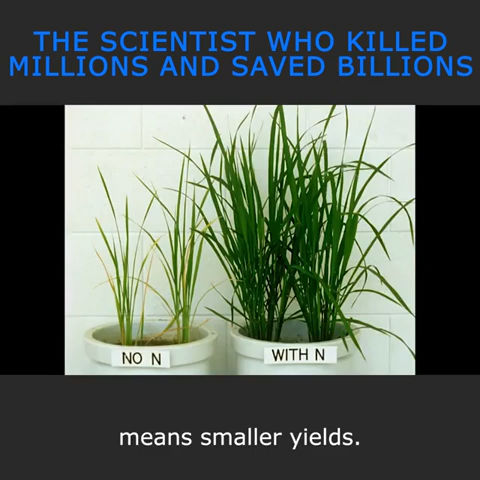 THE SCIENTIST WHO KILLED
MILLIONS AND SAVED BILLIONS
NO N
WITH N
means smaller yields.